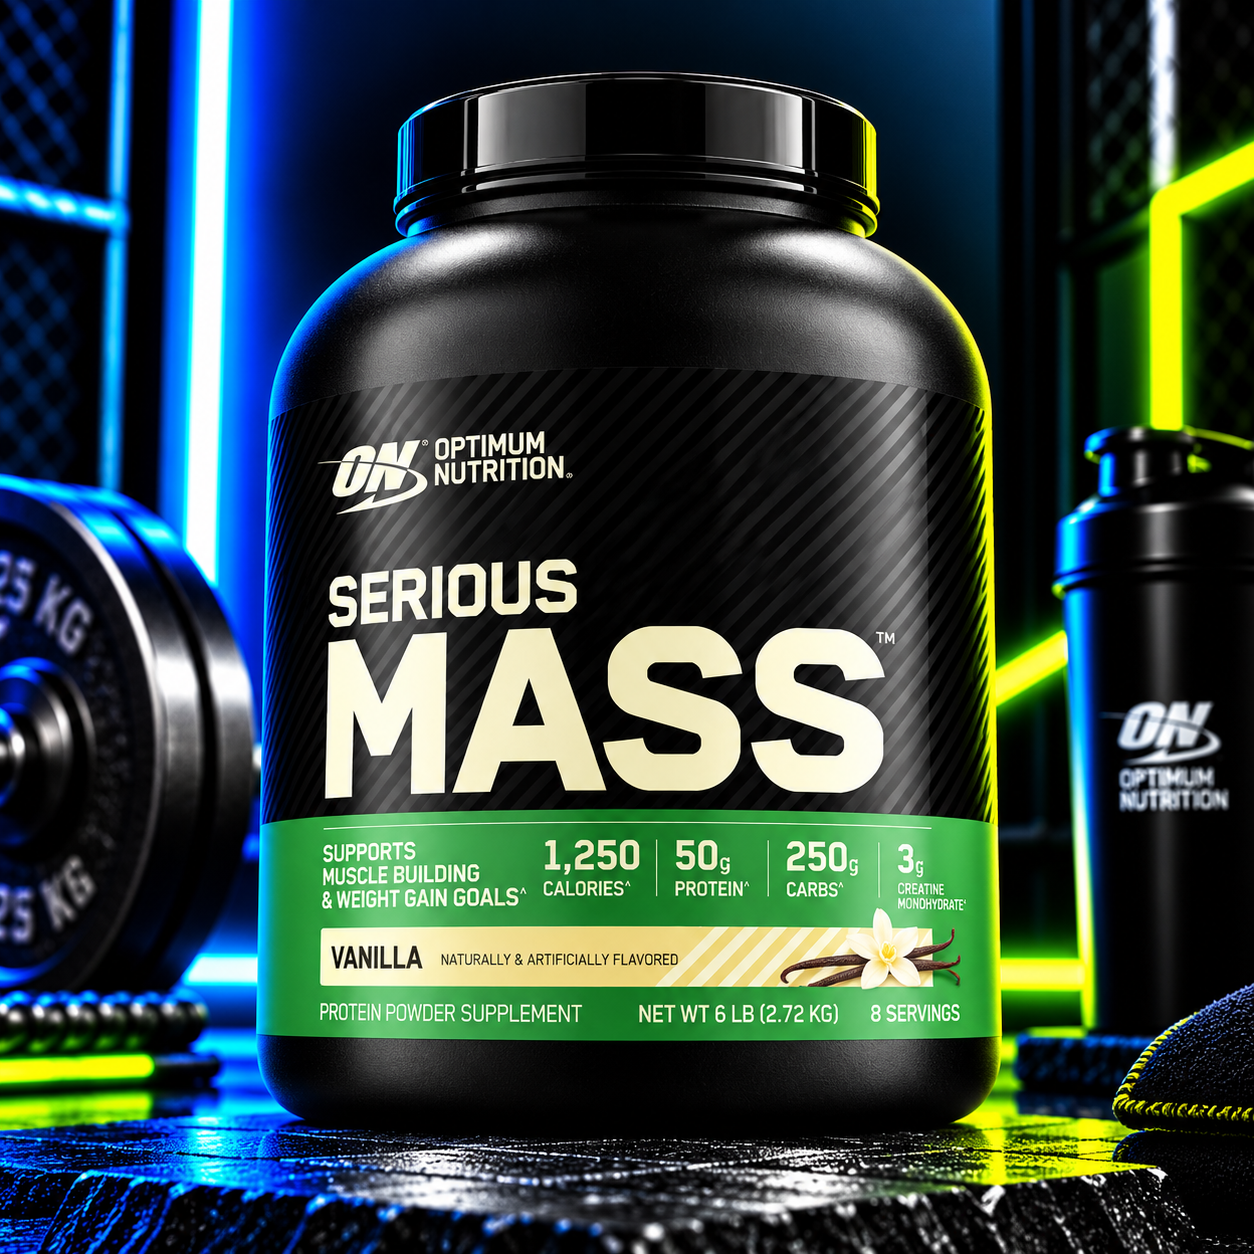 ON® OPTIMUM
NUTRITION®
SERIOUS
MASS™
SUPPORTS
MUSCLE BUILDING
& WEIGHT GAIN GOALS^
1,250
CALORIES^
50g
PROTEIN^
250g
CARBS^
3g
CREATINE
MONOHYDRATE^
VANILLA NATURALLY & ARTIFICIALLY FLAVORED
PROTEIN POWDER SUPPLEMENT NET WT 6 LB (2.72 KG) 8 SERVINGS
25 KG
25 KG
ON
OPTIMUM
NUTRITION